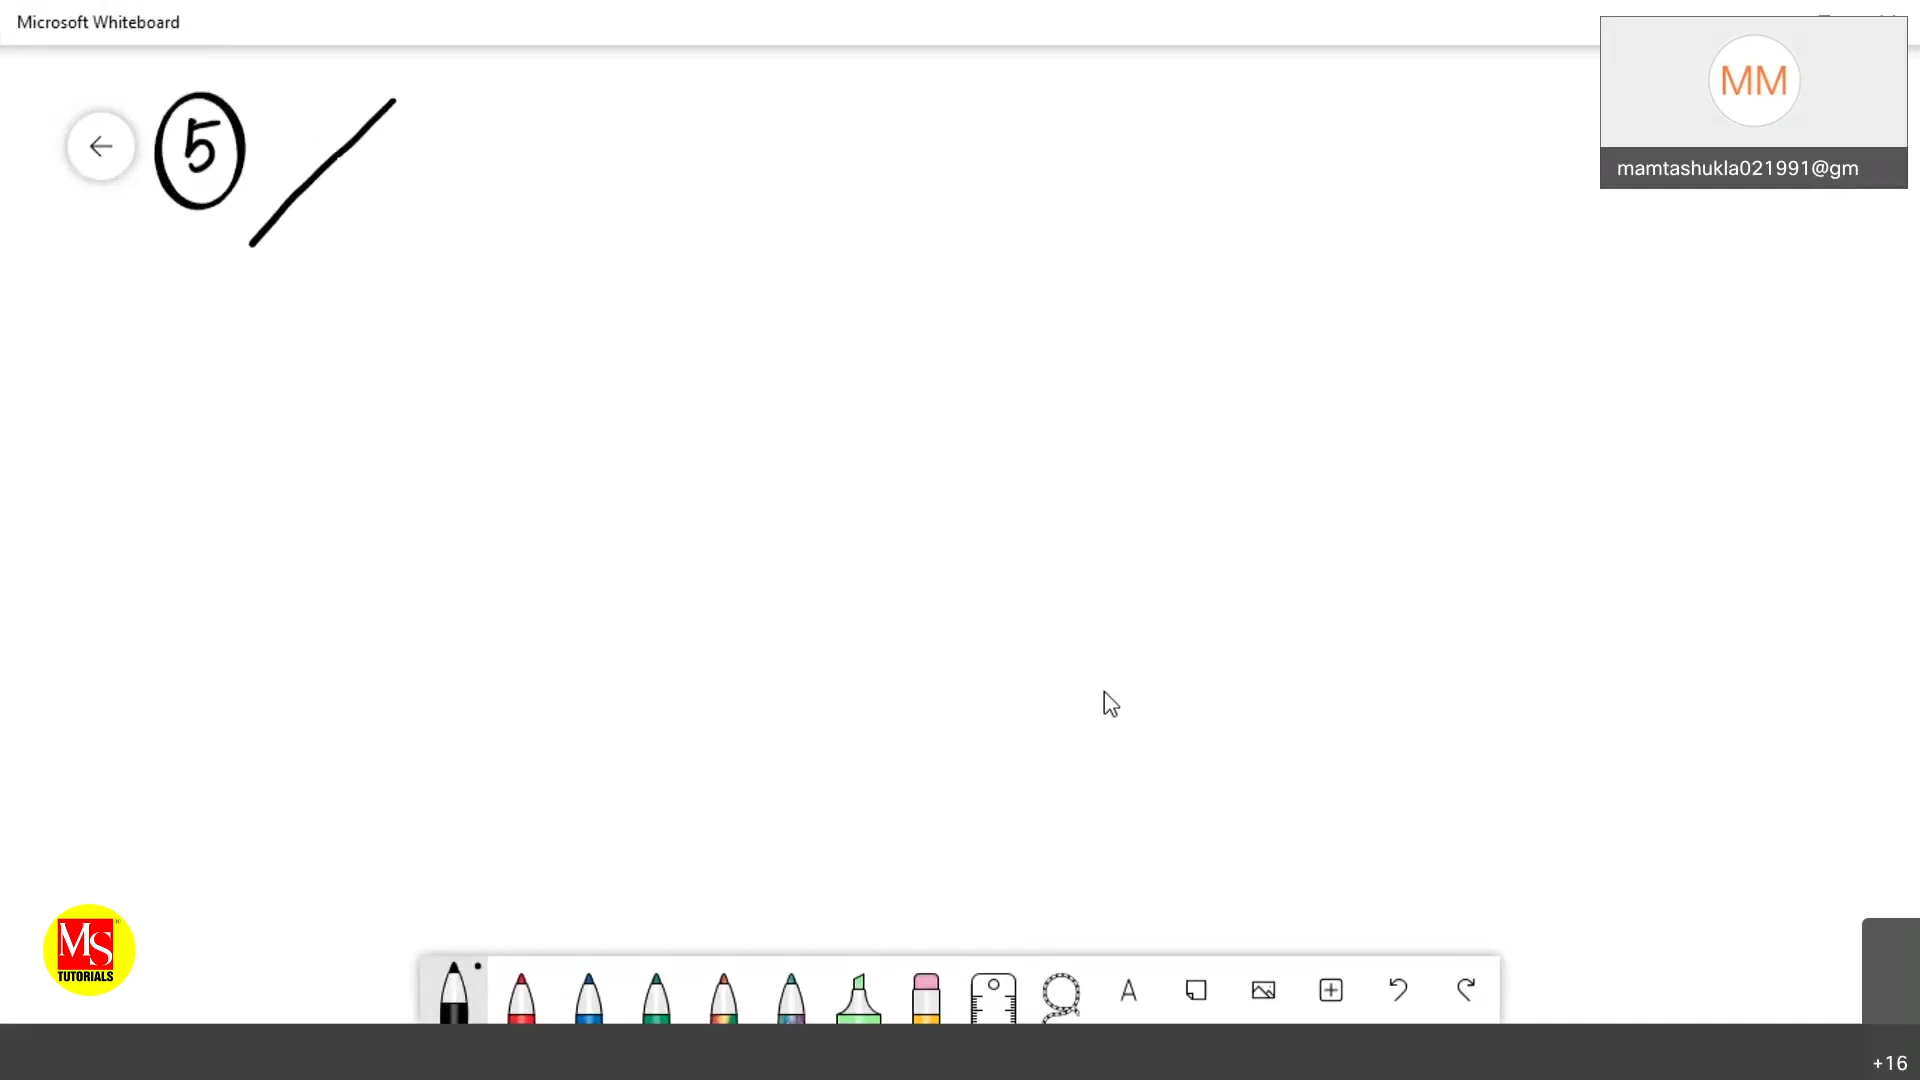 Microsoft Whiteboard
MM
mamtashukla021991@gm
5 /
MS
TUTORIALS
A
+16